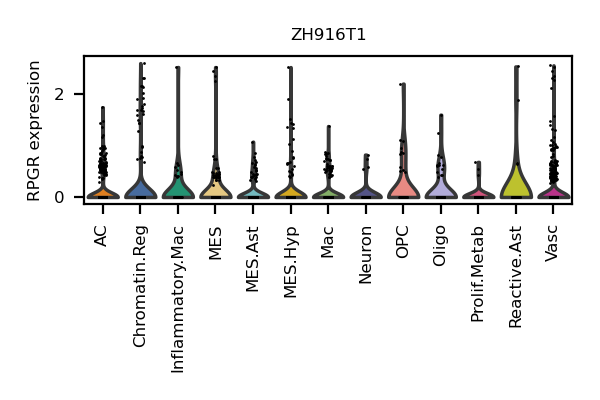 ZH916T1
RPGR expression
2
0
AC
Chromatin.Reg
Inflammatory.Mac
MES
MES.Ast
MES.Hyp
Mac
Neuron
OPC
Oligo
Prolif.Metab
Reactive.Ast
Vasc